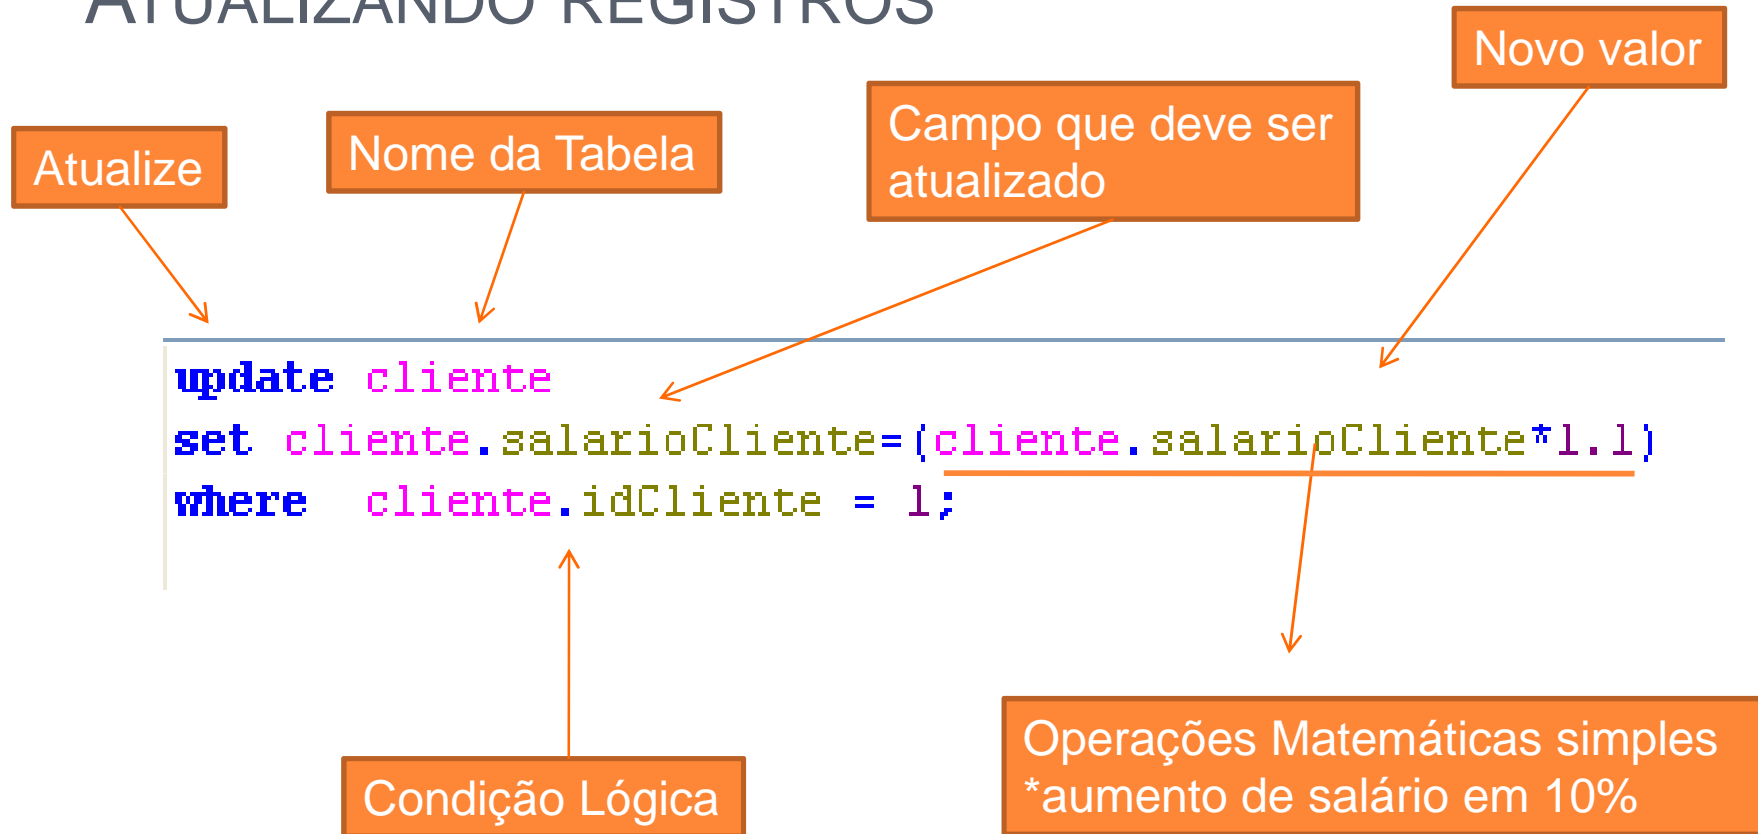 ATUALIZANDO REGISTROS
Novo valor
Campo que deve ser
atualizado
Nome da Tabela
Atualize
update cliente
set cliente.salarioCliente=(cliente.salarioCliente*1.1)
where cliente.idCliente = 1;
Operações Matemáticas simples
*aumento de salário em 10%
Condição Lógica